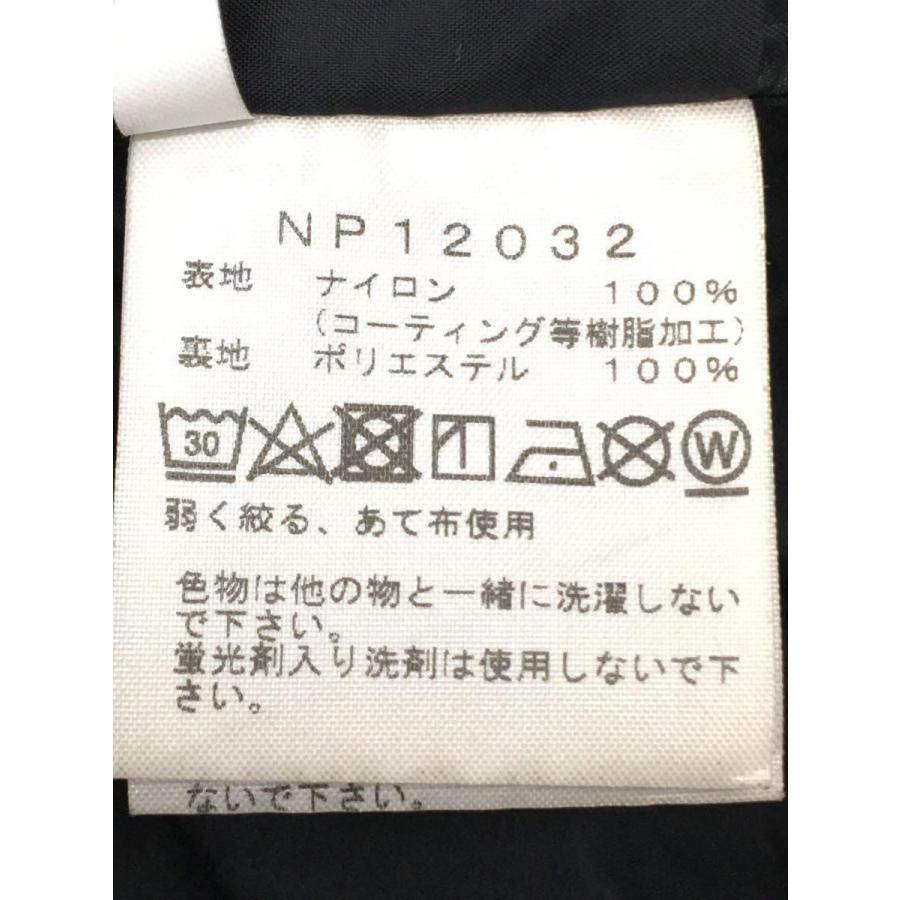 NP12032
表地 ナイロン 100%
(コーティング等樹脂加工)
裏地 ポリエステル 100%
30 W
弱く絞る、あて布使用
色物は他の物と一緒に洗濯しない
で下さい。
蛍光剤入り洗剤は使用しないで下
さい。
ないで下さい。